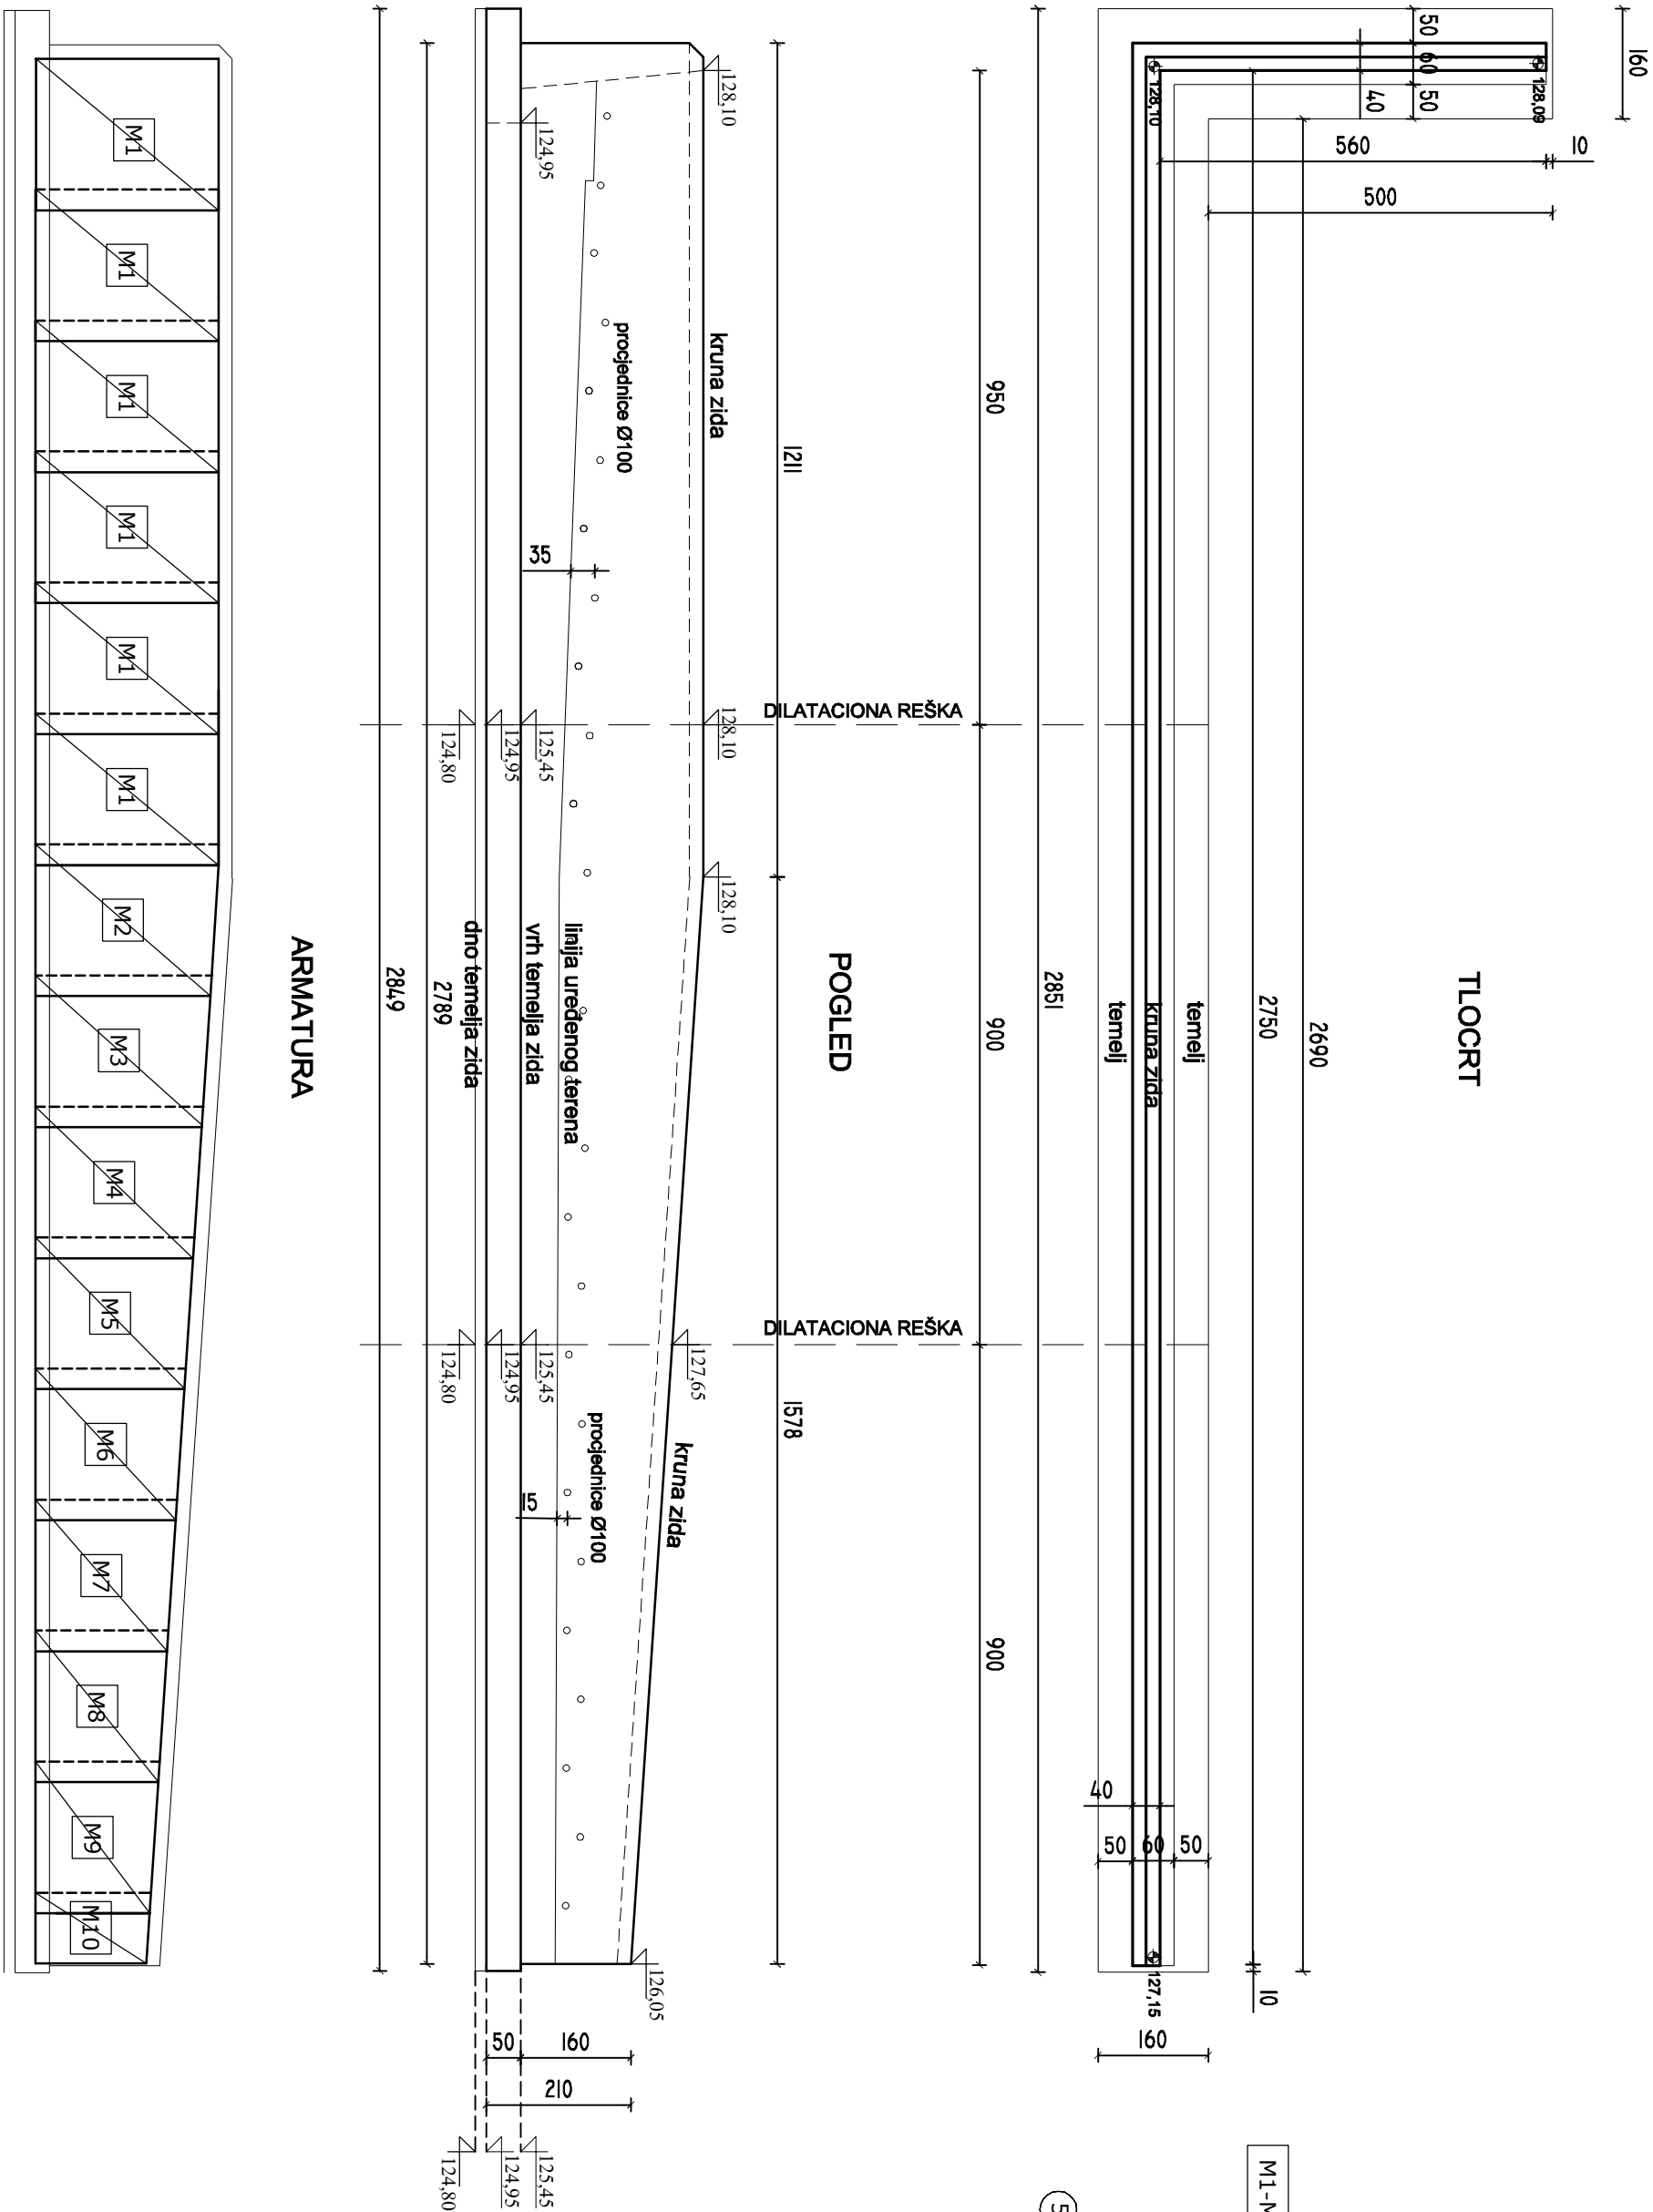 TLOCRT
160
50
60
50
40
128,09
128,10
560
10
500
2690
2750
temelj
kruna zida
temelj
40
50
60
50
127,15
10
160
2851
950
900
900
DILATACIONA REŠKA
DILATACIONA REŠKA
POGLED
1211
1578
128,10
128,10
128,10
127,65
126,05
kruna zida
kruna zida
procjednice Ø100
procjednice Ø100
124,95
35
15
linija uređenog terena
vrh temelja zida
dno temelja zida
125,45
124,95
124,80
125,45
124,95
124,80
125,45
124,95
124,80
50
160
210
2789
2849
ARMATURA
M1
M1
M1
M1
M1
M1
M2
M3
M4
M5
M6
M7
M8
M9
M10